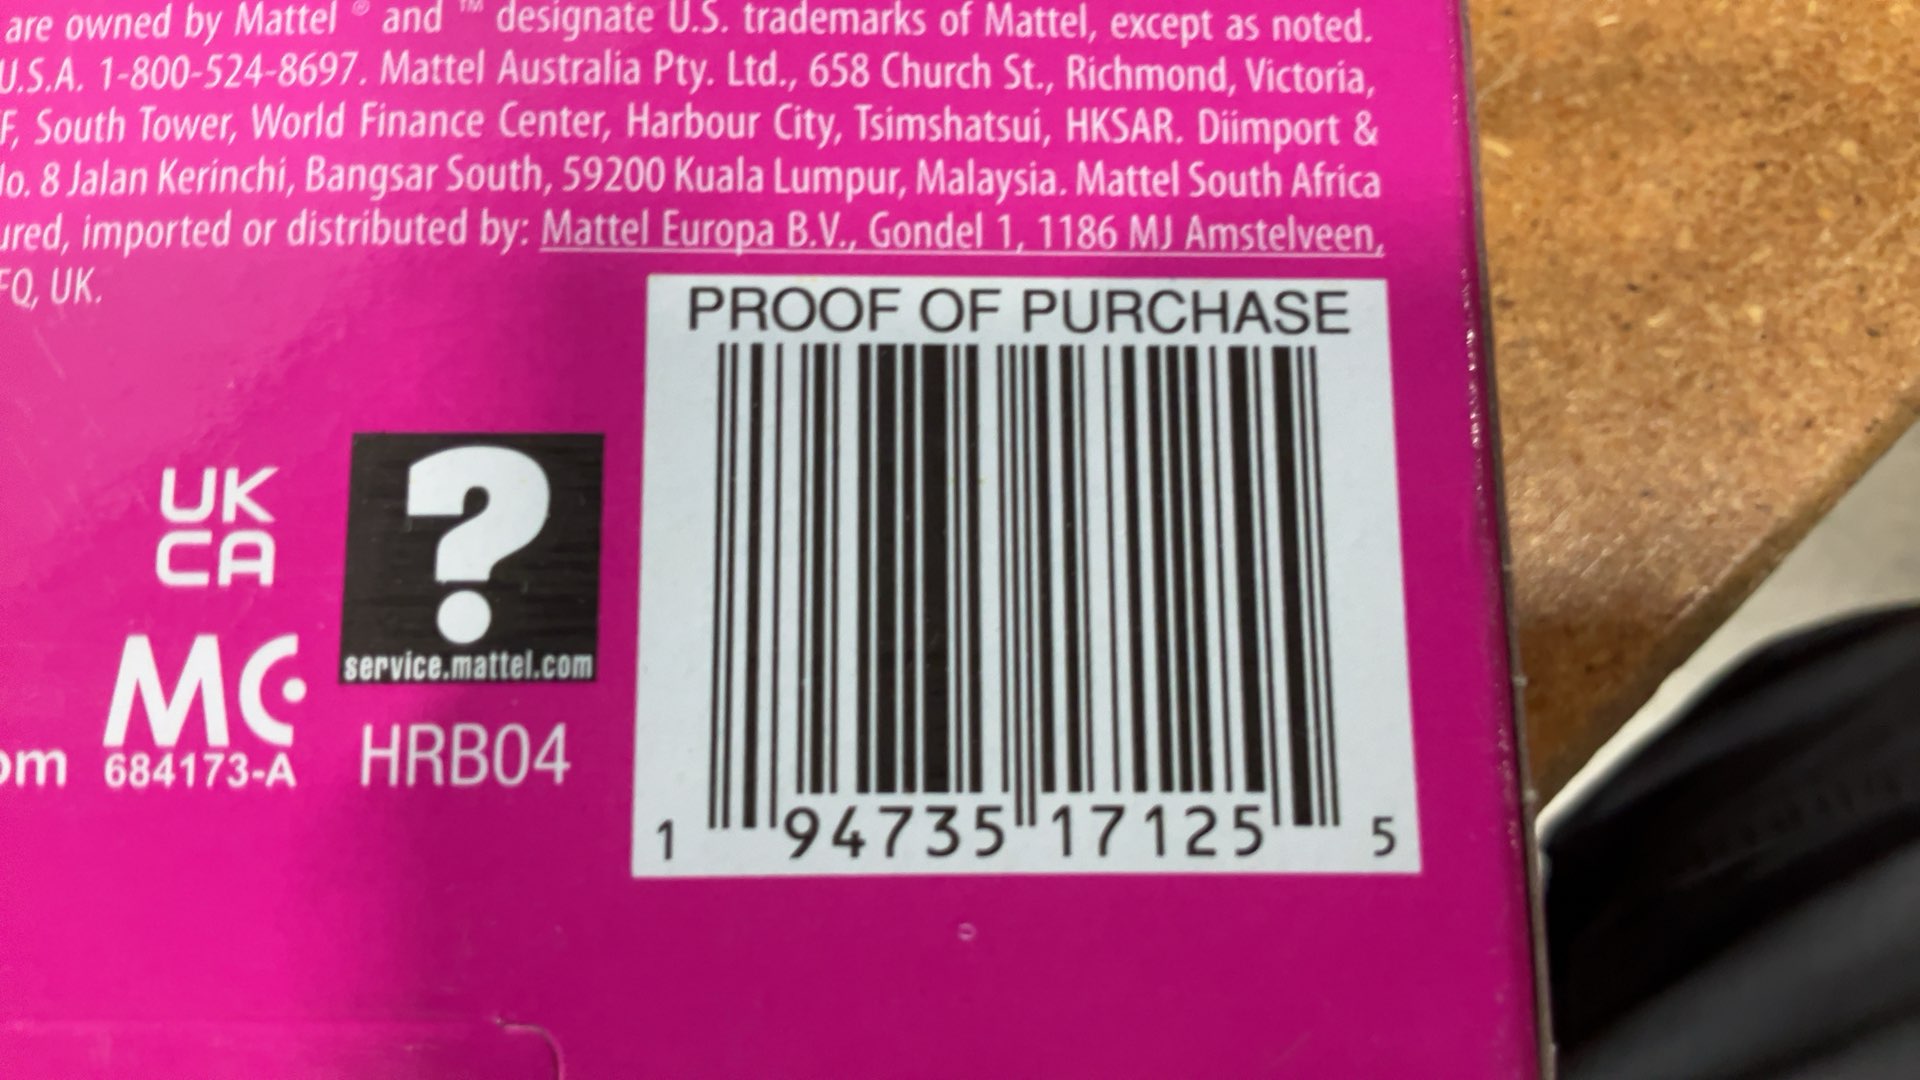 are owned by Mattel ® and ™ designate U.S. trademarks of Mattel, except as noted.
U.S.A. 1-800-524-8697. Mattel Australia Pty. Ltd., 658 Church St., Richmond, Victoria,
F, South Tower, World Finance Center, Harbour City, Tsimshatsui, HKSAR. Diimport &
No. 8 Jalan Kerinchi, Bangsar South, 59200 Kuala Lumpur, Malaysia. Mattel South Africa
ured, imported or distributed by: Mattel Europa B.V., Gondel 1, 1186 MJ Amstelveen,
FQ, UK.
PROOF OF PURCHASE
UK
CA
?
service.mattel.com
MC
om 684173-A HRB04
1 94735 17125 5